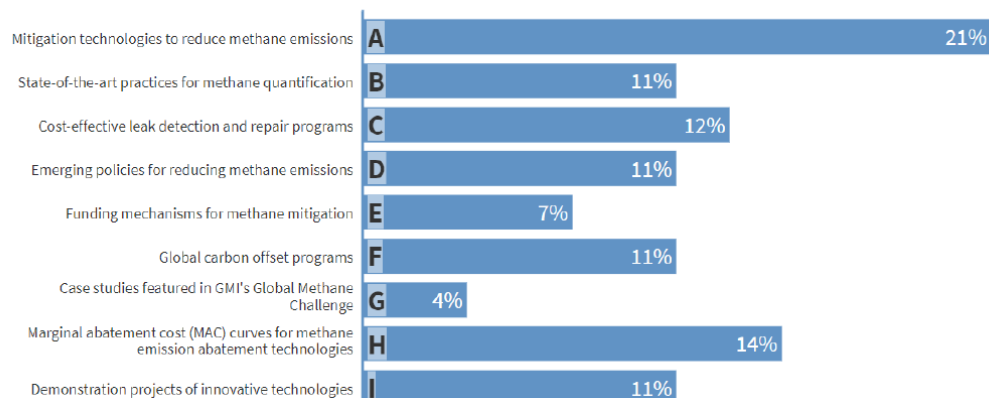 Mitigation technologies to reduce methane emissions A 21%
State-of-the-art practices for methane quantification B 11%
Cost-effective leak detection and repair programs C 12%
Emerging policies for reducing methane emissions D 11%
Funding mechanisms for methane mitigation E 7%
Global carbon offset programs F 11%
Case studies featured in GMI's Global Methane
Challenge G 4%
Marginal abatement cost (MAC) curves for methane
emission abatement technologies H 14%
Demonstration projects of innovative technologies I 11%